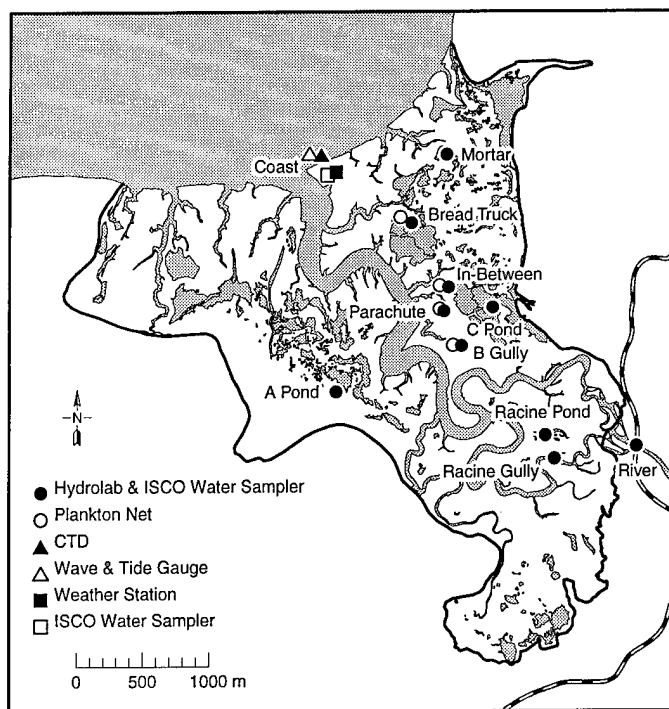 Coast
Mortar
Bread Truck
In-Between
Parachute
C Pond
B Gully
A Pond
Racine Pond
Racine Gully
River
-N-
Hydrolab & ISCO Water Sampler
Plankton Net
CTD
Wave & Tide Gauge
Weather Station
ISCO Water Sampler
0 500 1000 m